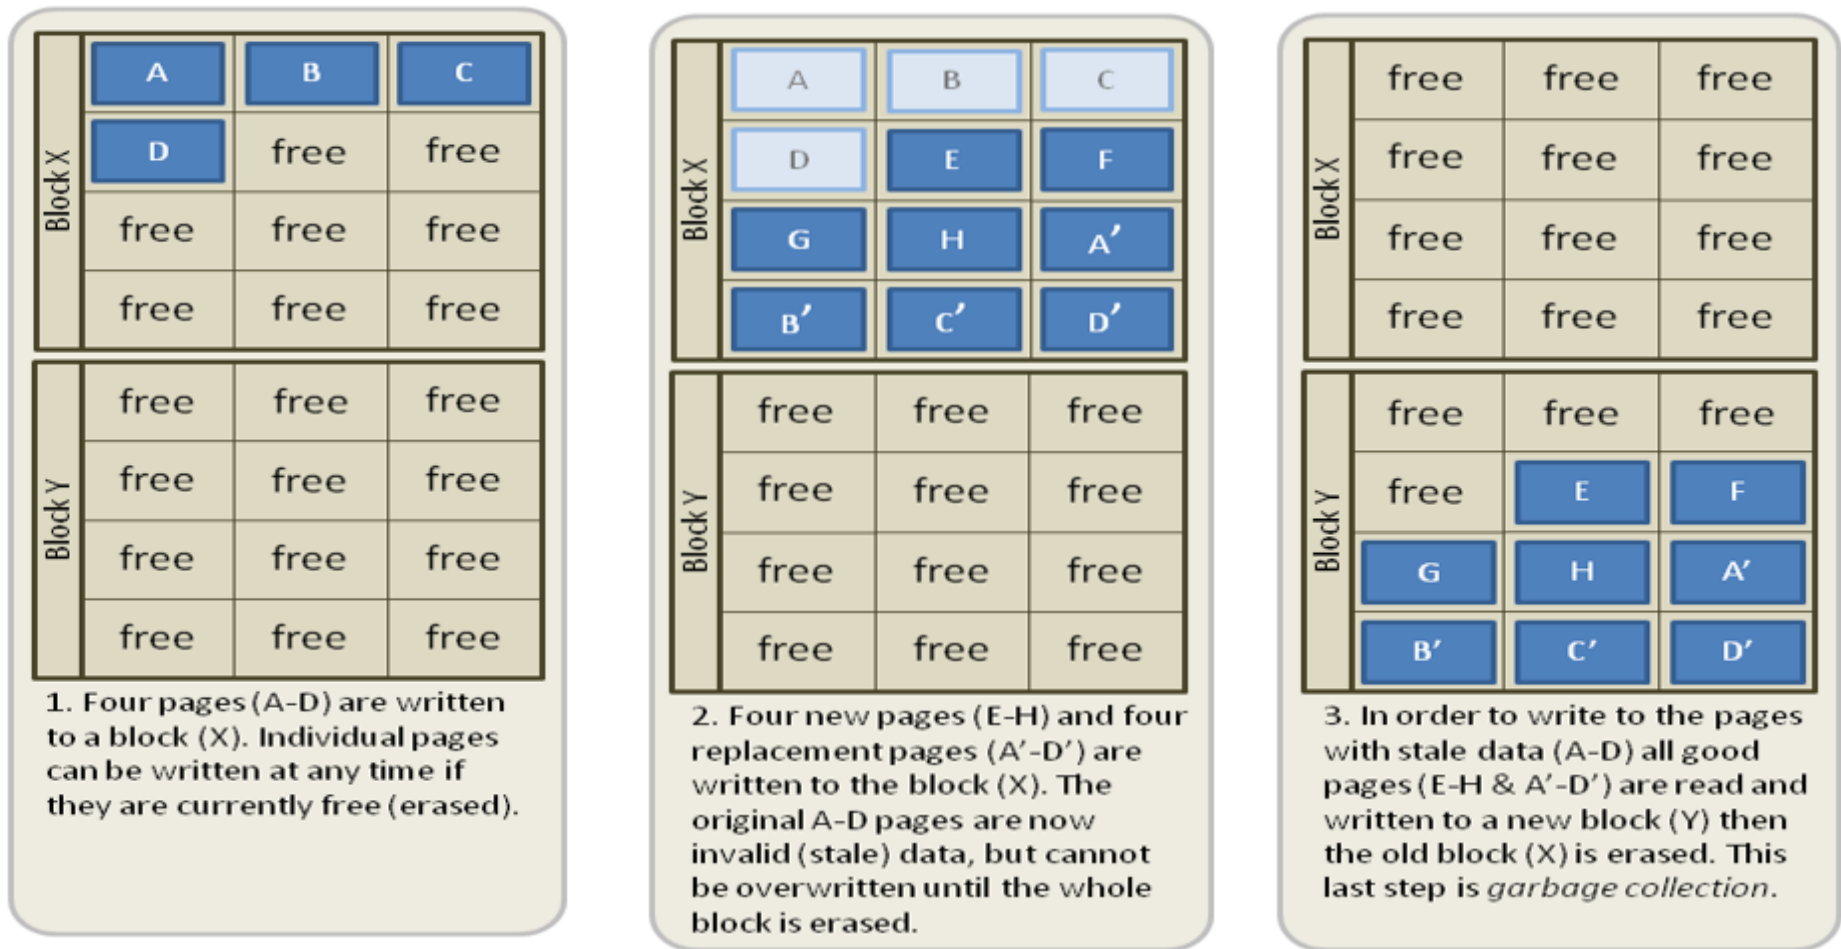 Block X
A B C
D free free
free free free
free free free
Block Y
free free free
free free free
free free free
free free free
1. Four pages (A-D) are written
to a block (X). Individual pages
can be written at any time if
they are currently free (erased).
Block X
A B C
D E F
G H A′
B′ C′ D′
Block Y
free free free
free free free
free free free
free free free
2. Four new pages (E-H) and four
replacement pages (A′-D′) are
written to the block (X). The
original A-D pages are now
invalid (stale) data, but cannot
be overwritten until the whole
block is erased.
Block X
free free free
free free free
free free free
free free free
Block Y
free free free
free E F
G H A′
B′ C′ D′
3. In order to write to the pages
with stale data (A-D) all good
pages (E-H & A′-D′) are read and
written to a new block (Y) then
the old block (X) is erased. This
last step is garbage collection.